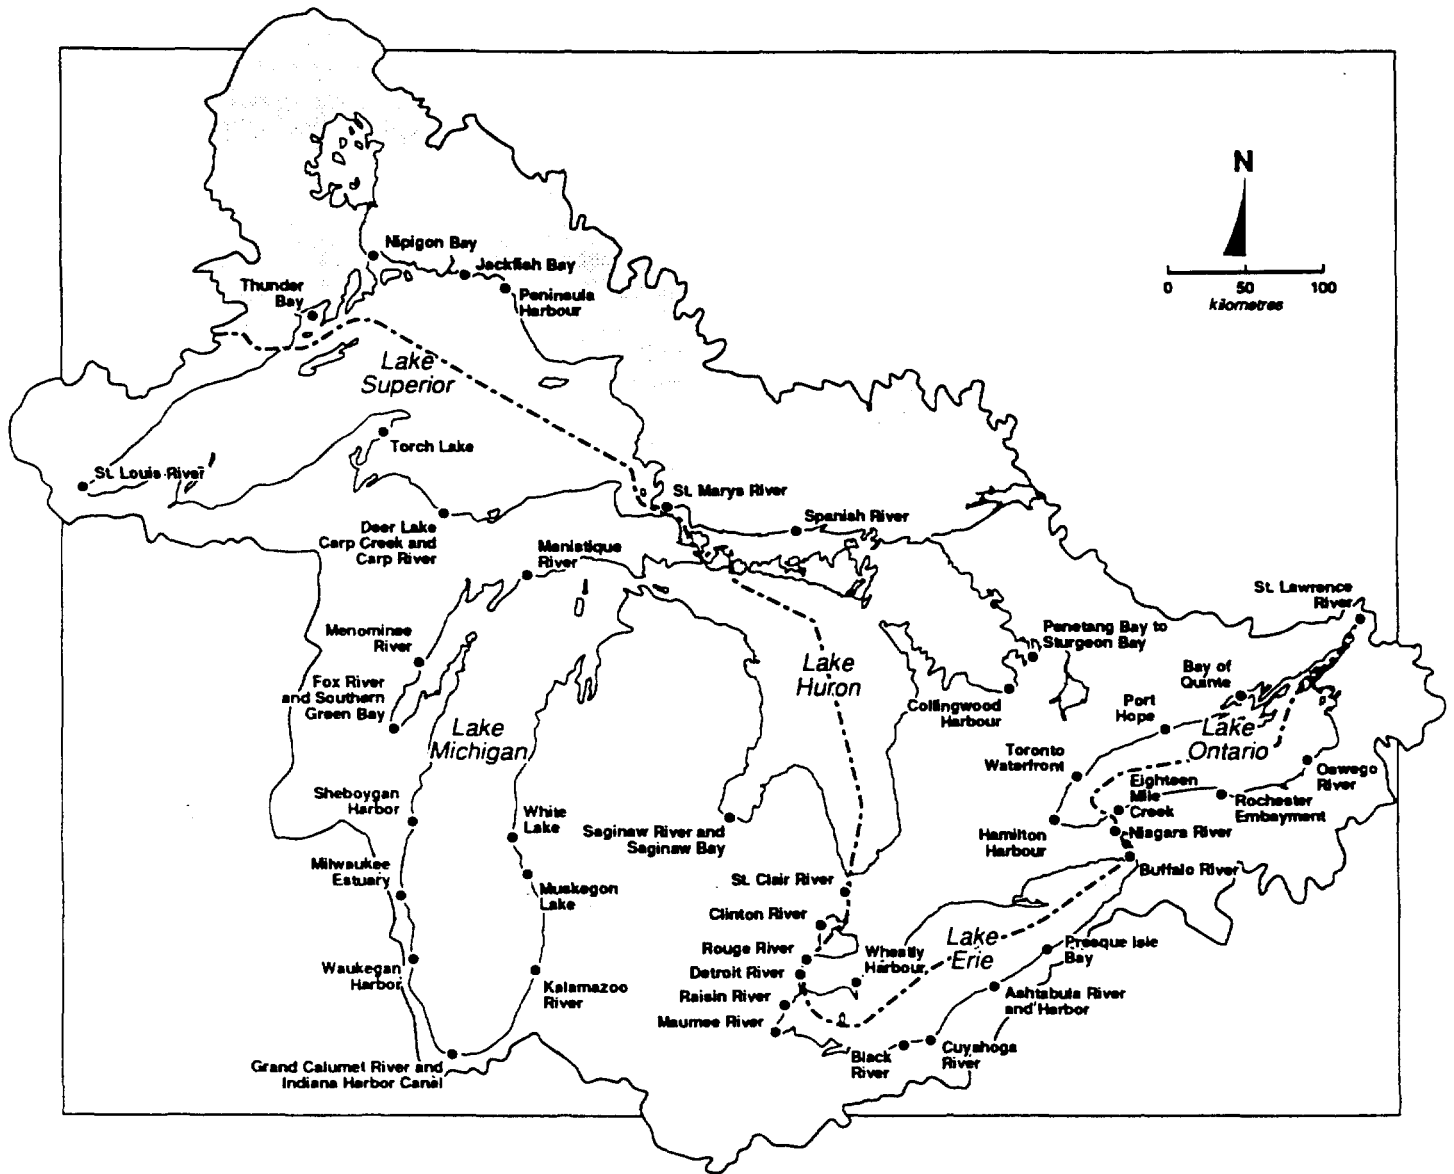 N
0 50 100
kilometres
Nipigon Bay
Jackfish Bay
Thunder
Bay
Peninsula
Harbour
Lake
Superior
Torch Lake
St. Louis River
St. Marys River
Spanish River
Deer Lake
Carp Creek and
Carp River
Manistique
River
St. Lawrence
River
Menominee
River
Penetang Bay to
Sturgeon Bay
Lake
Huron
Bay of
Quinte
Fox River
and Southern
Green Bay
Collingwood
Harbour
Port
Hope
Lake
Michigan
Lake
Ontario
Toronto
Waterfront
Oswego
River
Eighteen
Mile
Creek
Sheboygan
Harbor
Rochester
Embayment
White
Lake
Saginaw River and
Saginaw Bay
Hamilton
Harbour
Niagara River
Milwaukee
Estuary
Buffalo River
St. Clair River
Muskegon
Lake
Clinton River
Rouge River
Wheatly
Harbour
Lake
Erie
Presque Isle
Bay
Detroit River
Waukegan
Harbor
Kalamazoo
River
Raisin River
Ashtabula River
and Harbor
Maumee River
Black
River
Cuyahoga
River
Grand Calumet River and
Indiana Harbor Canal